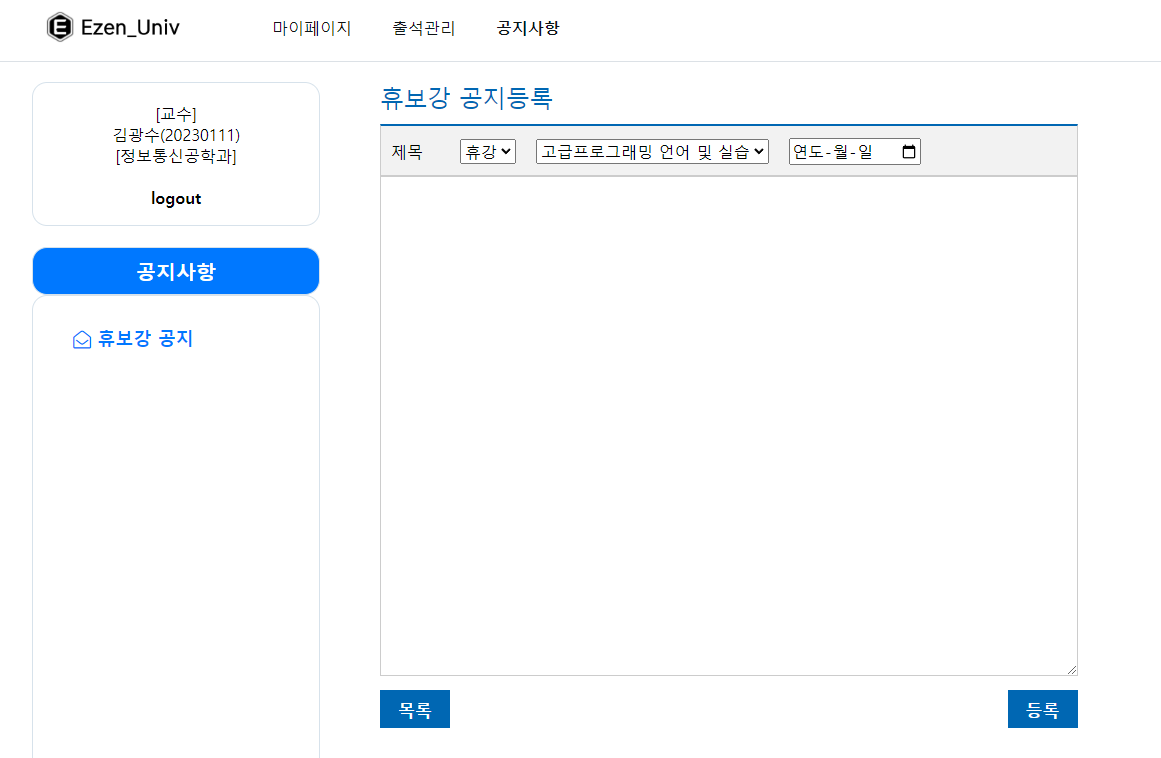 Ezen_Univ 마이페이지 출석관리 공지사항
[교수]
김광수(20230111)
[정보통신공학과]
logout
공지사항
휴보강 공지
휴보강 공지등록
제목 휴강 고급프로그래밍 언어 및 실습 연도-월-일
목록 등록